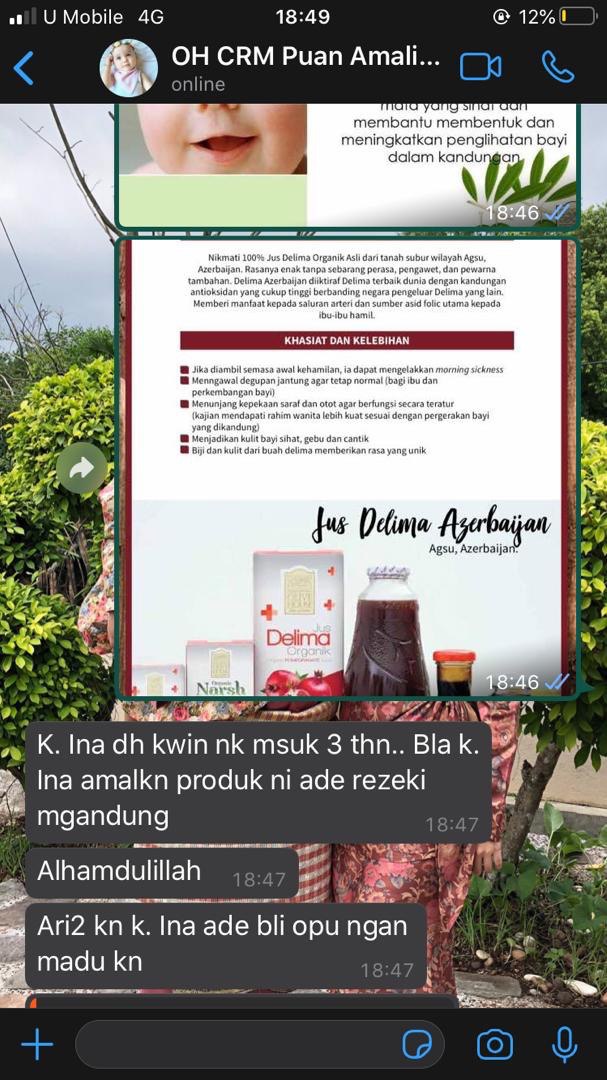 U Mobile 4G 18:49 12%
OH CRM Puan Amali...
online
mata yang sihat dan
membantu membentuk dan
meningkatkan penglihatan bayi
dalam kandungan
18:46
Nikmati 100% Jus Delima Organik Asli dari tanah subur wilayah Agsu,
Azerbaijan. Rasanya enak tanpa sebarang perasa, pengawet, dan pewarna
tambahan. Delima Azerbaijan diiktiraf Delima terbaik dunia dengan kandungan
antioksidan yang cukup tinggi berbanding negara pengeluar Delima yang lain.
Memberi manfaat kepada saluran arteri dan sumber asid folic utama kepada
ibu-ibu hamil.
KHASIAT DAN KELEBIHAN
Jika diambil semasa awal kehamilan, ia dapat mengelakkan morning sickness
Menngawal degupan jantung agar tetap normal (bagi ibu dan
perkembangan bayi)
Menunjang kepekaan saraf dan otot agar berfungsi secara teratur
(kajian mendapati rahim wanita lebih kuat sesuai dengan pergerakan bayi
yang dikandung)
Menjadikan kulit bayi sihat, gebu dan cantik
Biji dan kulit dari buah delima memberikan rasa yang unik
Jus Delima Azerbaijan
Agsu, Azerbaijan.
OLIVE
HOUSE
Jus
Delima
Organik
Organic
Narsh
18:46
K. Ina dh kwin nk msuk 3 thn.. Bla k.
Ina amalkn produk ni ade rezeki
mgandung
18:47
Alhamdulillah
18:47
Ari2 kn k. Ina ade bli opu ngan
madu kn
18:47